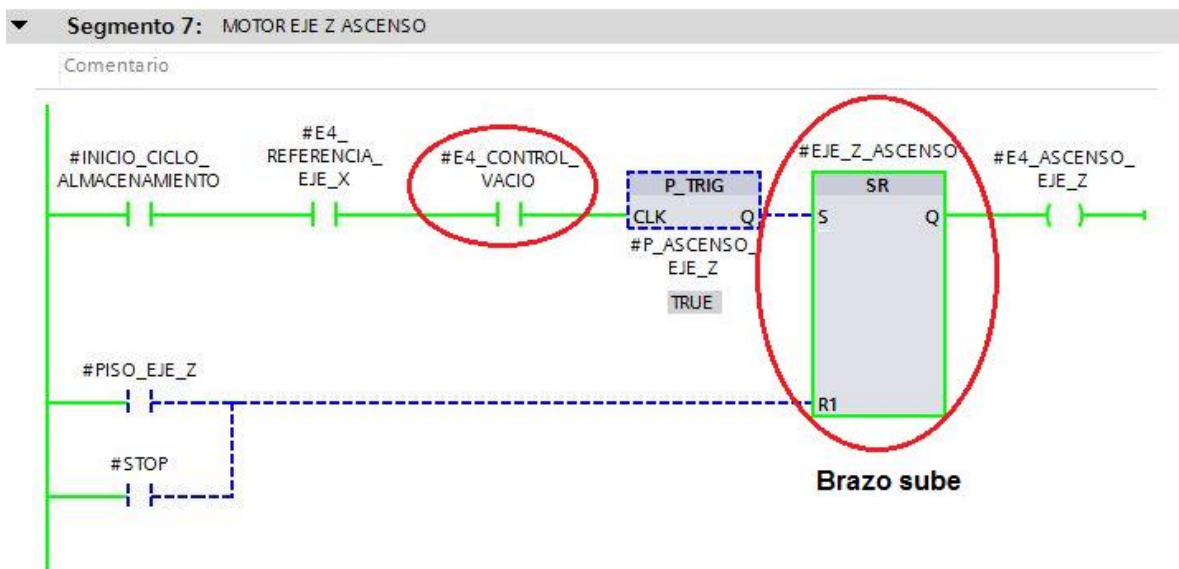 Segmento 7: MOTOR EJE Z ASCENSO
Comentario
#INICIO_CICLO_
ALMACENAMIENTO
#E4_
REFERENCIA_
EJE_X
#E4_CONTROL_
VACIO
P_TRIG
CLK Q
#P_ASCENSO_
EJE_Z
TRUE
#EJE_Z_ASCENSO
SR
S Q
R1
#E4_ASCENSO_
EJE_Z
#PISO_EJE_Z
#STOP
Brazo sube